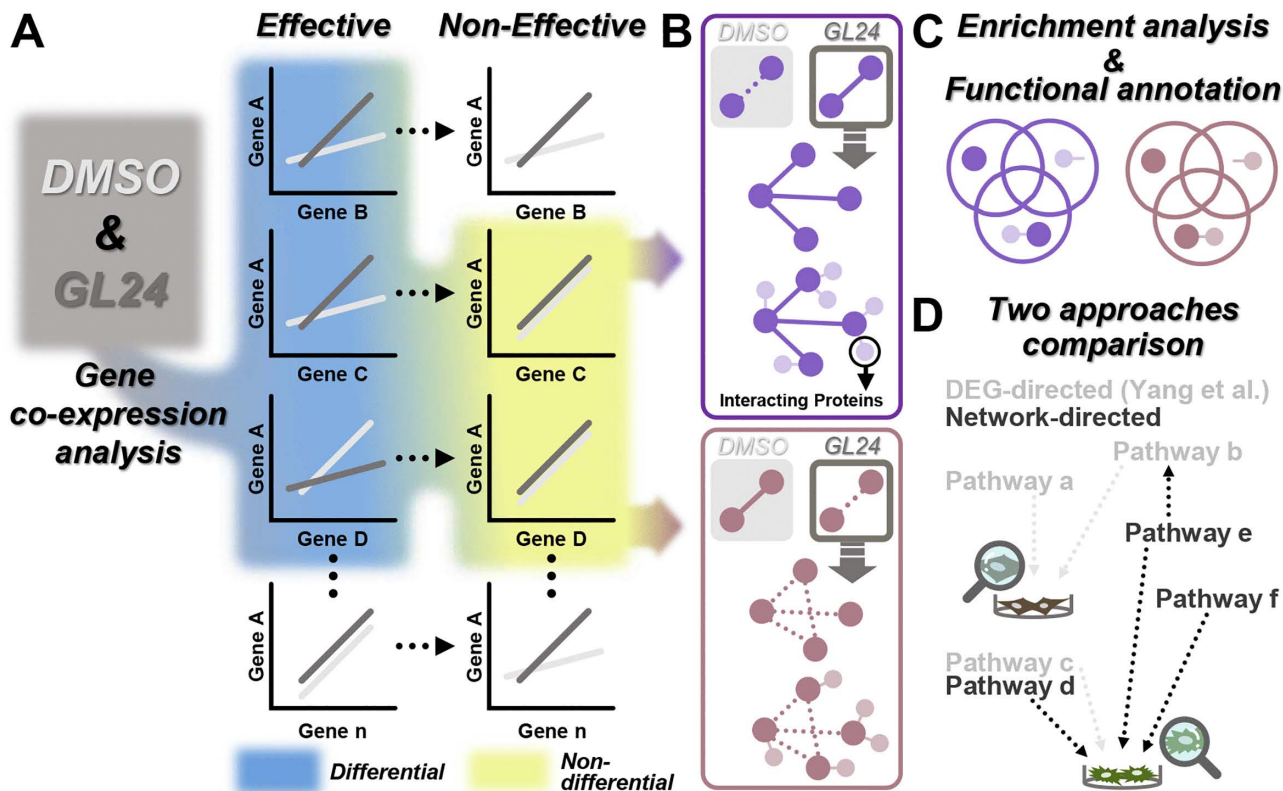 A
Effective
Non-Effective
DMSO
&
GL24
Gene
co-expression
analysis
Gene A
Gene B
Gene A
Gene A
Gene C
Gene A
Gene C
Gene A
Gene D
Gene A
Gene D
Gene A
Gene n
Gene A
Gene n
Differential
Non-
differential
B
DMSO
GL24
Interacting Proteins
DMSO
GL24
C
Enrichment analysis
&
Functional annotation
D
Two approaches
comparison
DEG-directed (Yang et al.)
Network-directed
Pathway b
Pathway a
Pathway e
Pathway f
Pathway c
Pathway d